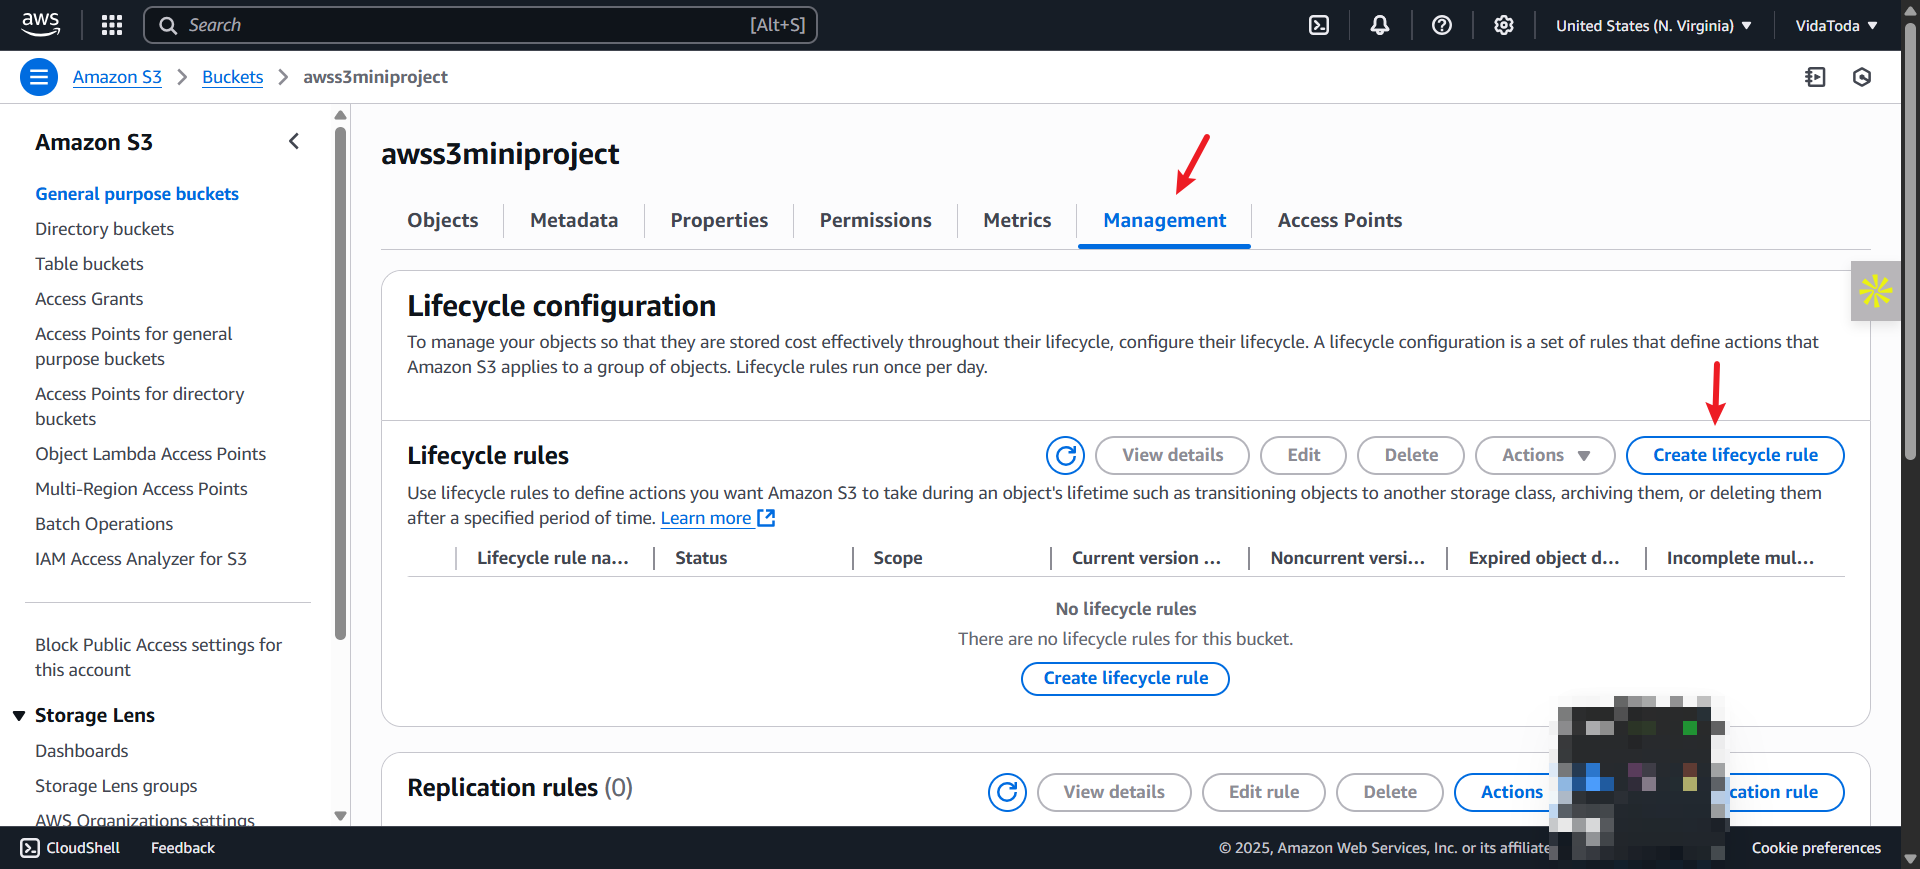 aws
Search
[Alt+S]
United States (N. Virginia)
VidaToda
Amazon S3
Buckets
awss3miniproject
Amazon S3
General purpose buckets
Directory buckets
Table buckets
Access Grants
Access Points for general
purpose buckets
Access Points for directory
buckets
Object Lambda Access Points
Multi-Region Access Points
Batch Operations
IAM Access Analyzer for S3
Block Public Access settings for
this account
Storage Lens
Dashboards
Storage Lens groups
AWS Organizations settings
awss3miniproject
Objects
Metadata
Properties
Permissions
Metrics
Management
Access Points
Lifecycle configuration
To manage your objects so that they are stored cost effectively throughout their lifecycle, configure their lifecycle. A lifecycle configuration is a set of rules that define actions that
Amazon S3 applies to a group of objects. Lifecycle rules run once per day.
Lifecycle rules
View details
Edit
Delete
Actions
Create lifecycle rule
Use lifecycle rules to define actions you want Amazon S3 to take during an object's lifetime such as transitioning objects to another storage class, archiving them, or deleting them
after a specified period of time. Learn more
Lifecycle rule na...
Status
Scope
Current version ...
Noncurrent versi...
Expired object d...
Incomplete mul...
No lifecycle rules
There are no lifecycle rules for this bucket.
Create lifecycle rule
Replication rules (0)
View details
Edit rule
Delete
Actions
cation rule
CloudShell
Feedback
© 2025, Amazon Web Services, Inc. or its affiliate
Cookie preferences